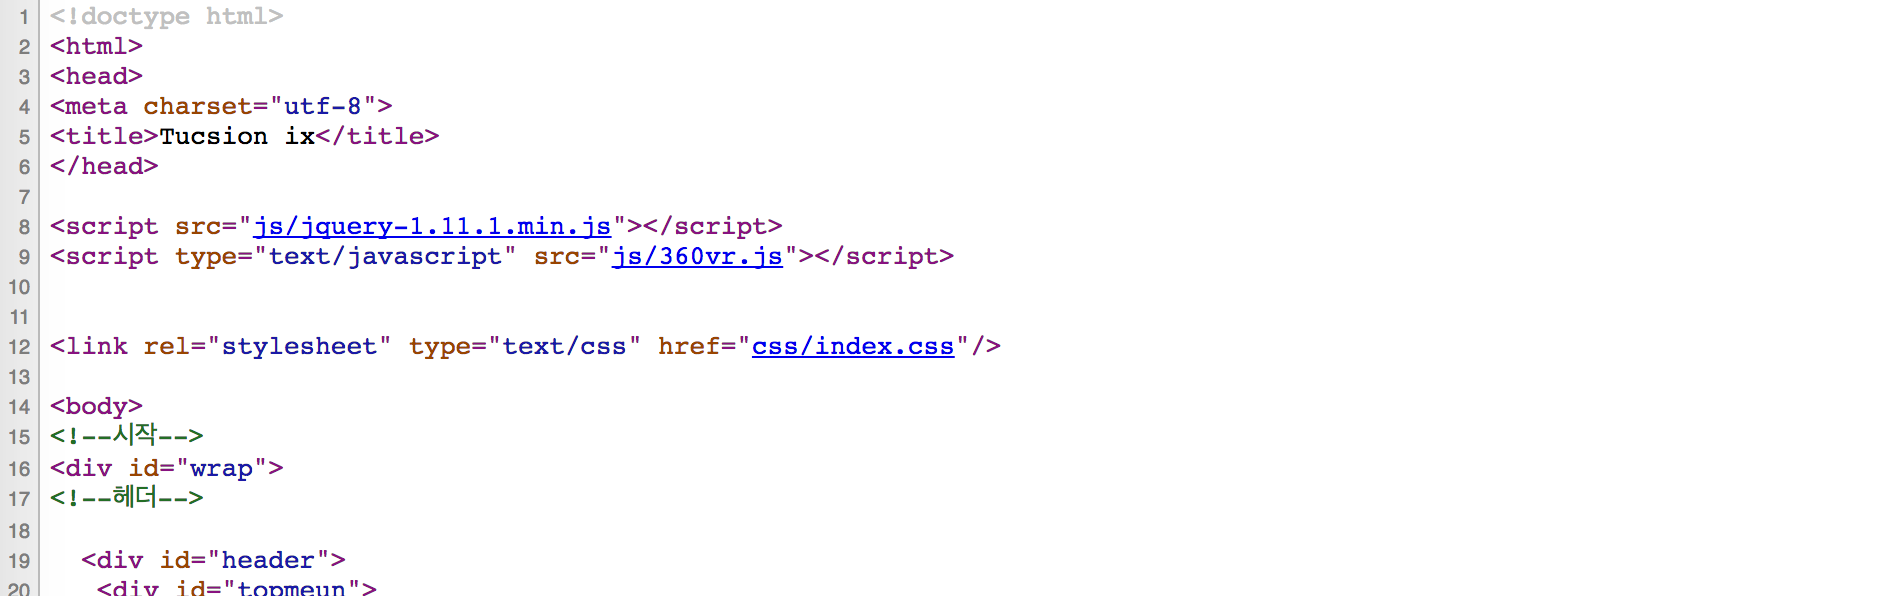 1 <!doctype html>
2 <html>
3 <head>
4 <meta charset="utf-8">
5 <title>Tucsion ix</title>
6 </head>
7
8 <script src="js/jquery-1.11.1.min.js"></script>
9 <script type="text/javascript" src="js/360vr.js"></script>
10
11
12 <link rel="stylesheet" type="text/css" href="css/index.css"/>
13
14 <body>
15 <!--시작-->
16 <div id="wrap">
17 <!--헤더-->
18
19 <div id="header">
20 <div id="topmeun">